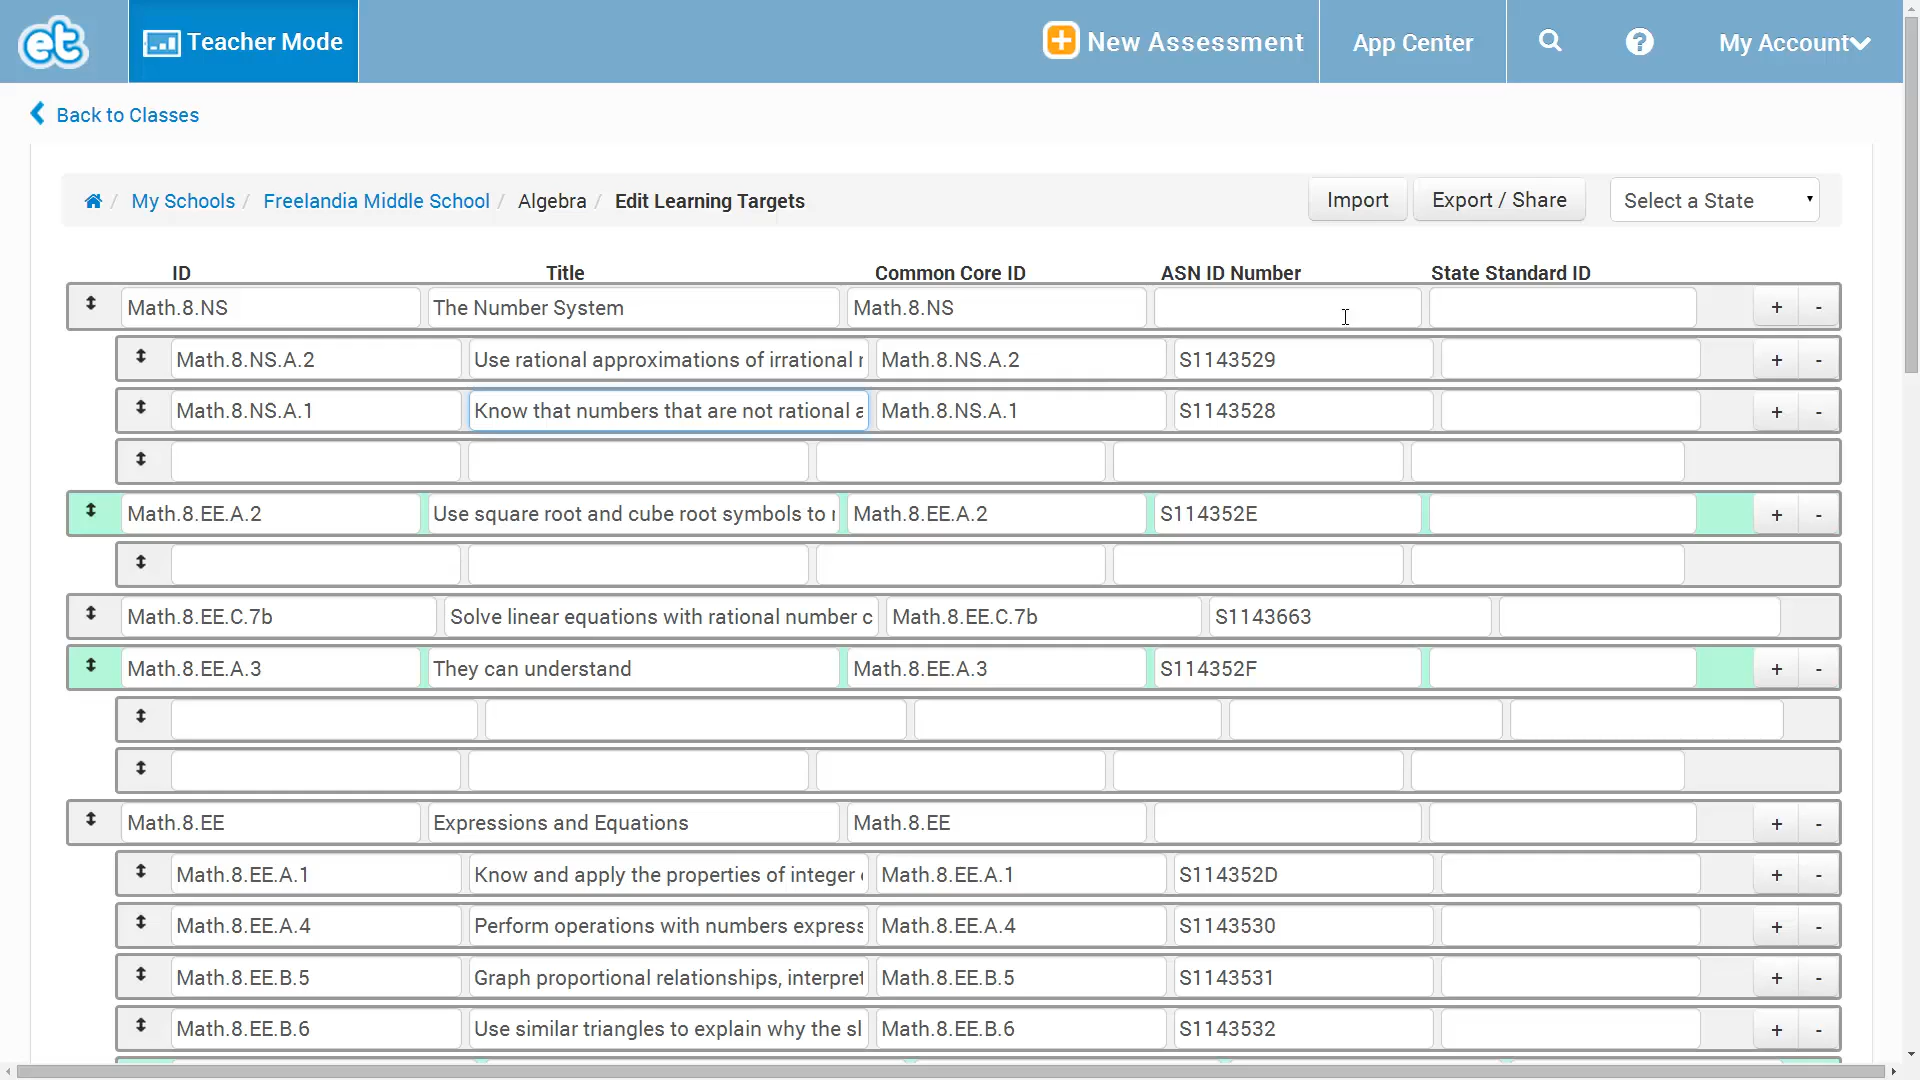 et Teacher Mode New Assessment App Center ? My Account
Back to Classes
/ My Schools / Freelandia Middle School / Algebra / Edit Learning Targets Import Export / Share Select a State
ID Title Common Core ID ASN ID Number State Standard ID
Math.8.NS The Number System Math.8.NS + -
Math.8.NS.A.2 Use rational approximations of irrational Math.8.NS.A.2 S1143529 + -
Math.8.NS.A.1 Know that numbers that are not rational a Math.8.NS.A.1 S1143528 + -
Math.8.EE.A.2 Use square root and cube root symbols to Math.8.EE.A.2 S114352E + -
Math.8.EE.C.7b Solve linear equations with rational number c Math.8.EE.C.7b S1143663
Math.8.EE.A.3 They can understand Math.8.EE.A.3 S114352F + -
Math.8.EE Expressions and Equations Math.8.EE + -
Math.8.EE.A.1 Know and apply the properties of integer Math.8.EE.A.1 S114352D + -
Math.8.EE.A.4 Perform operations with numbers express Math.8.EE.A.4 S1143530 + -
Math.8.EE.B.5 Graph proportional relationships, interpret Math.8.EE.B.5 S1143531 + -
Math.8.EE.B.6 Use similar triangles to explain why the sl Math.8.EE.B.6 S1143532 + -